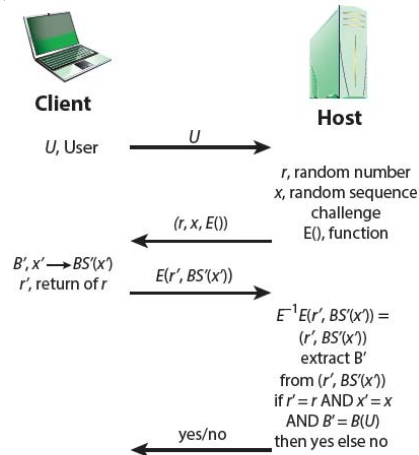 Client
Host
U, User
U
r, random number
x, random sequence
challenge
E(), function
(r, x, E())
B′, x′ → BS′(x′)
r′, return of r
E(r′, BS′(x′))
E⁻¹E(r′, BS′(x′)) =
(r′, BS′(x′))
extract B′
from (r′, BS′(x′))
if r′ = r AND x′ = x
AND B′ = B(U)
then yes else no
yes/no